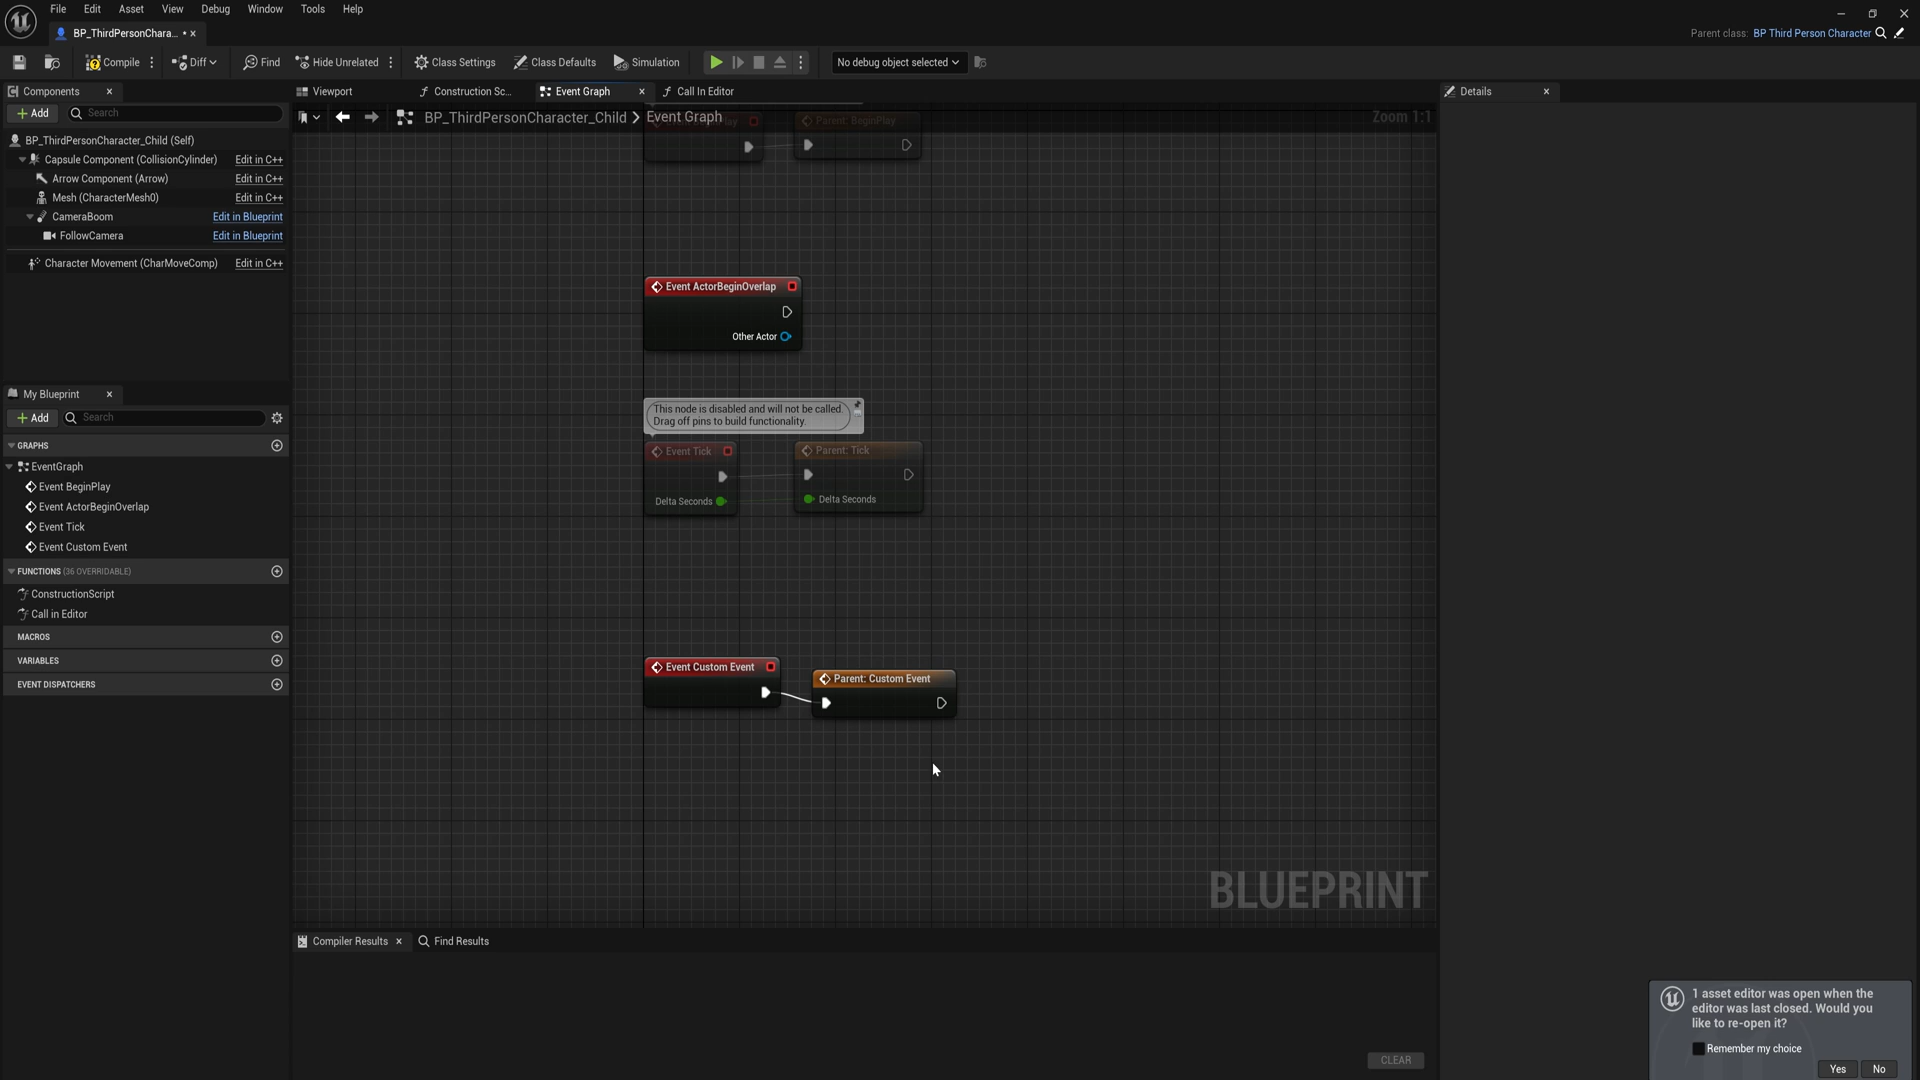 File Edit Asset View Debug Window Tools Help
BP_ThirdPersonChara... •
Parent class: BP Third Person Character
Compile Diff Find Hide Unrelated Class Settings Class Defaults Simulation No debug object selected
Components
Add Search
BP_ThirdPersonCharacter_Child (Self)
Capsule Component (CollisionCylinder) Edit in C++
Arrow Component (Arrow) Edit in C++
Mesh (CharacterMesh0) Edit in C++
CameraBoom Edit in Blueprint
FollowCamera Edit in Blueprint
Character Movement (CharMoveComp) Edit in C++
My Blueprint
Add Search
GRAPHS
EventGraph
Event BeginPlay
Event ActorBeginOverlap
Event Tick
Event Custom Event
FUNCTIONS (36 OVERRIDABLE)
ConstructionScript
Call in Editor
MACROS
VARIABLES
EVENT DISPATCHERS
Viewport Construction Sc... Event Graph Call In Editor
BP_ThirdPersonCharacter_Child > Event Graph Zoom 1:1
Parent: BeginPlay
Event ActorBeginOverlap
Other Actor
This node is disabled and will not be called.
Drag off pins to build functionality.
Event Tick Parent: Tick
Delta Seconds Delta Seconds
Event Custom Event
Parent: Custom Event
BLUEPRINT
Compiler Results Find Results
CLEAR
Details
1 asset editor was open when the
editor was last closed. Would you
like to re-open it?
Remember my choice
Yes No